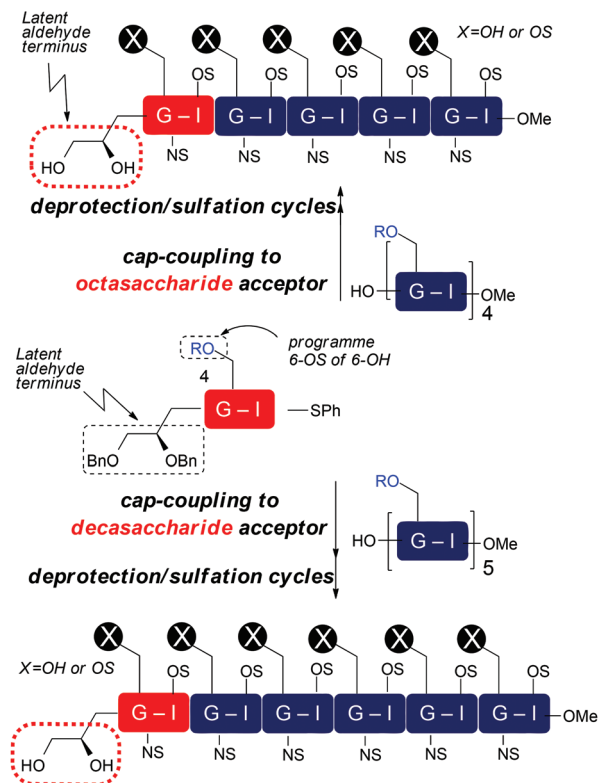 Latent
aldehyde
terminus
X X X X X X=OH or OS
OS OS OS OS OS
G – I G – I G – I G – I G – I OMe
HO OH NS NS NS NS NS
deprotection/sulfation cycles
cap-coupling to
octasaccharide acceptor
RO
HO G – I OMe
4
Latent
aldehyde
terminus
RO
4
programme
6-OS of 6-OH
G – I SPh
BnO OBn
cap-coupling to
decasaccharide acceptor
RO
HO G – I OMe
5
deprotection/sulfation cycles
X X X X X X
X=OH or OS
OS OS OS OS OS OS
G – I G – I G – I G – I G – I G – I OMe
HO OH NS NS NS NS NS NS